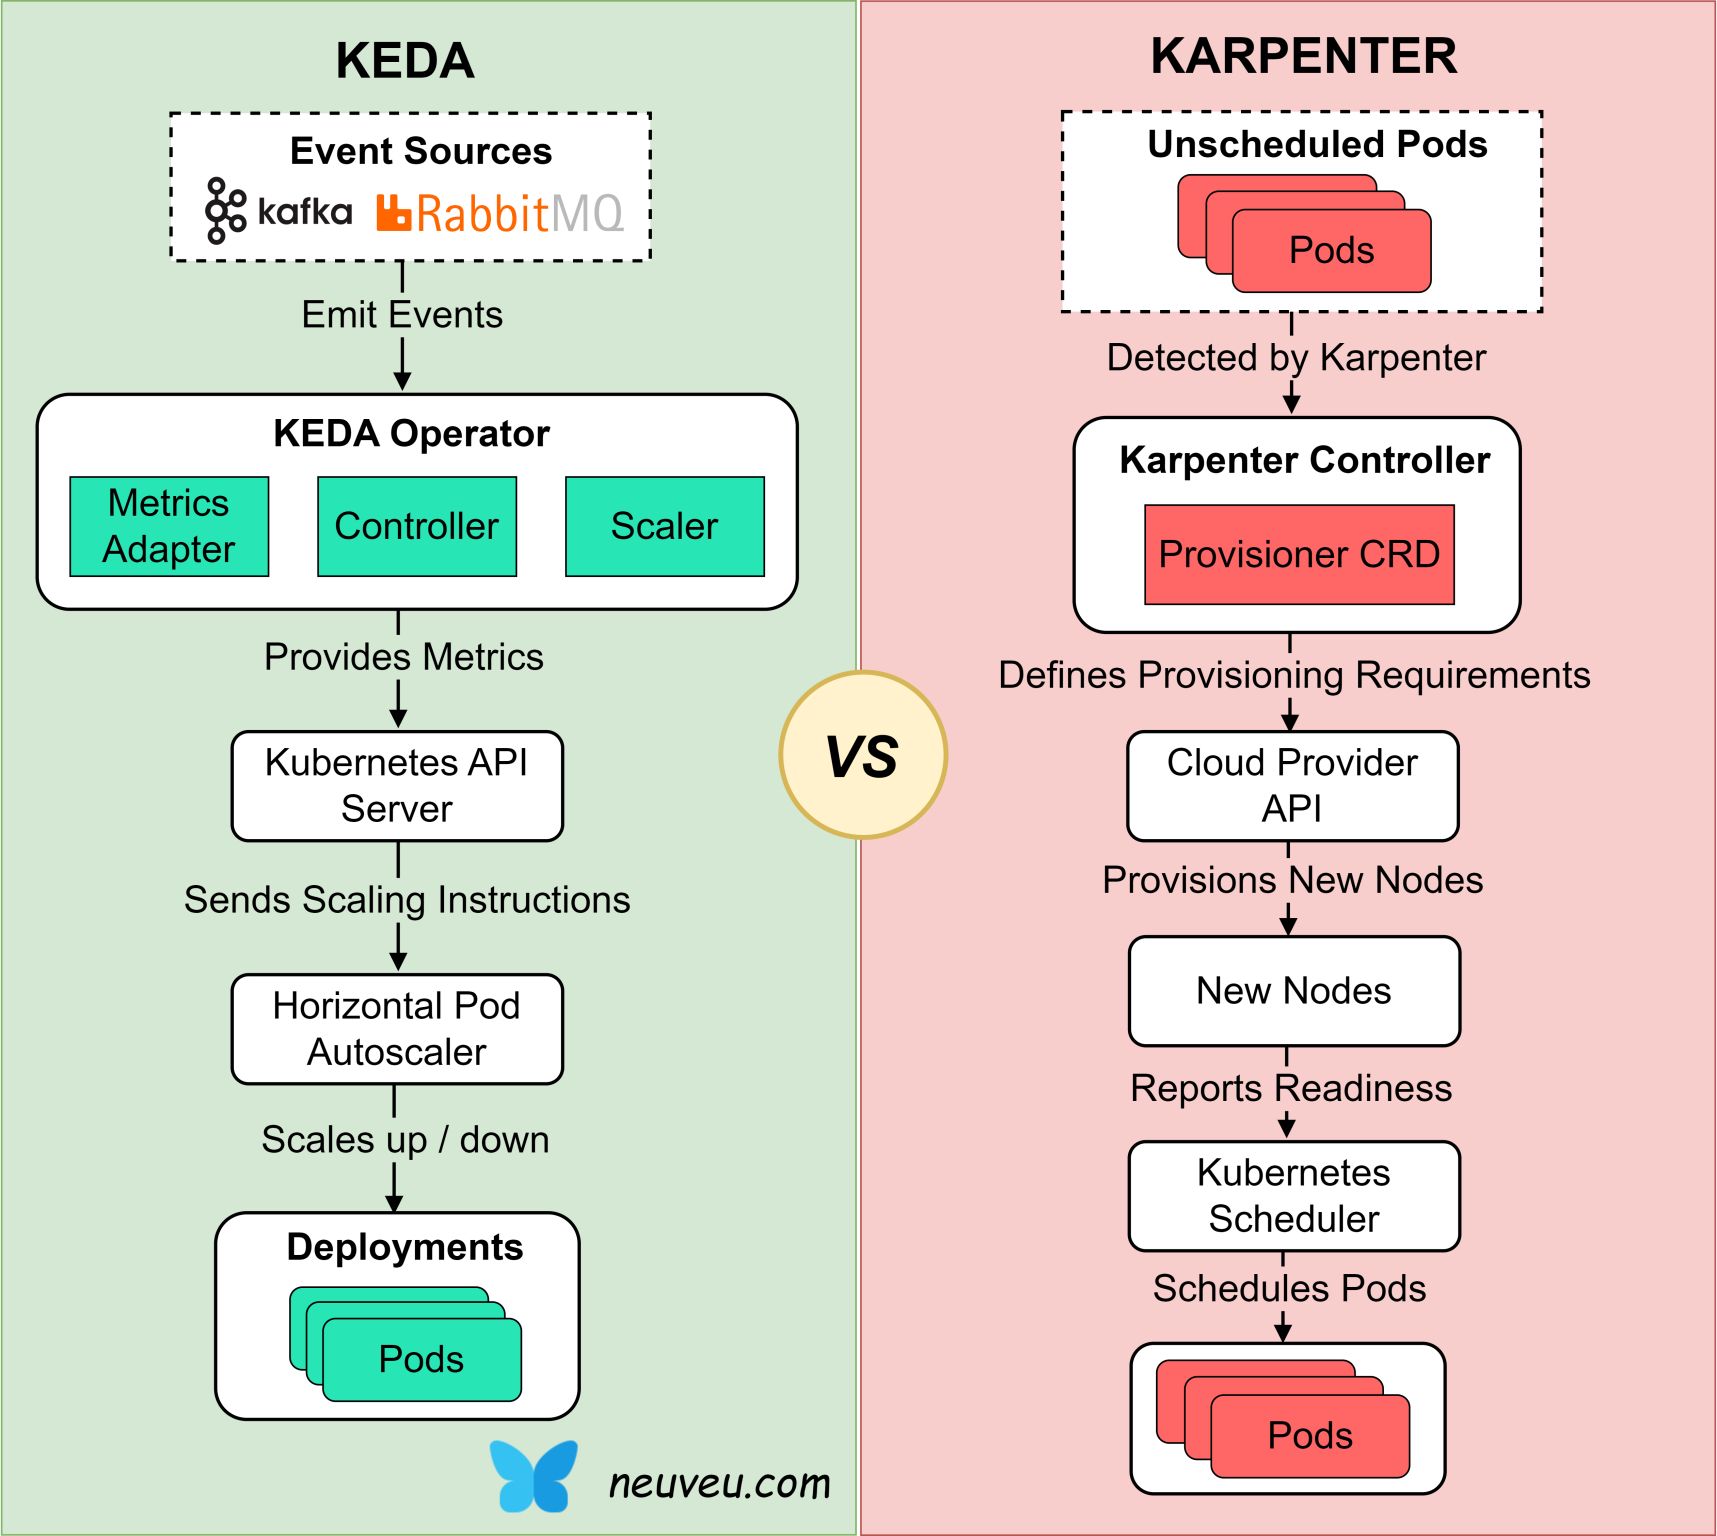 KEDA
Event Sources
kafka
RabbitMQ
Emit Events
KEDA Operator
Metrics
Adapter
Controller
Scaler
Provides Metrics
Kubernetes API
Server
Sends Scaling Instructions
Horizontal Pod
Autoscaler
Scales up / down
Deployments
Pods
neuveu.com
VS
KARPENTER
Unscheduled Pods
Pods
Detected by Karpenter
Karpenter Controller
Provisioner CRD
Defines Provisioning Requirements
Cloud Provider
API
Provisions New Nodes
New Nodes
Reports Readiness
Kubernetes
Scheduler
Schedules Pods
Pods